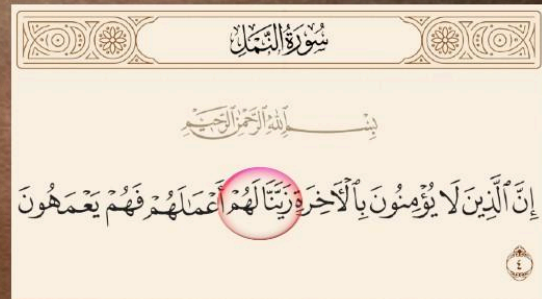 سُورَةُ النَّمۡلِ
بِسۡمِ ٱللَّهِ ٱلرَّحۡمَٰنِ ٱلرَّحِيمِ
إِنَّ ٱلَّذِينَ لَا يُؤۡمِنُونَ بِٱلۡأٓخِرَةِ زَيَّنَّا لَهُمۡ أَعۡمَٰلَهُمۡ فَهُمۡ يَعۡمَهُونَ
٤